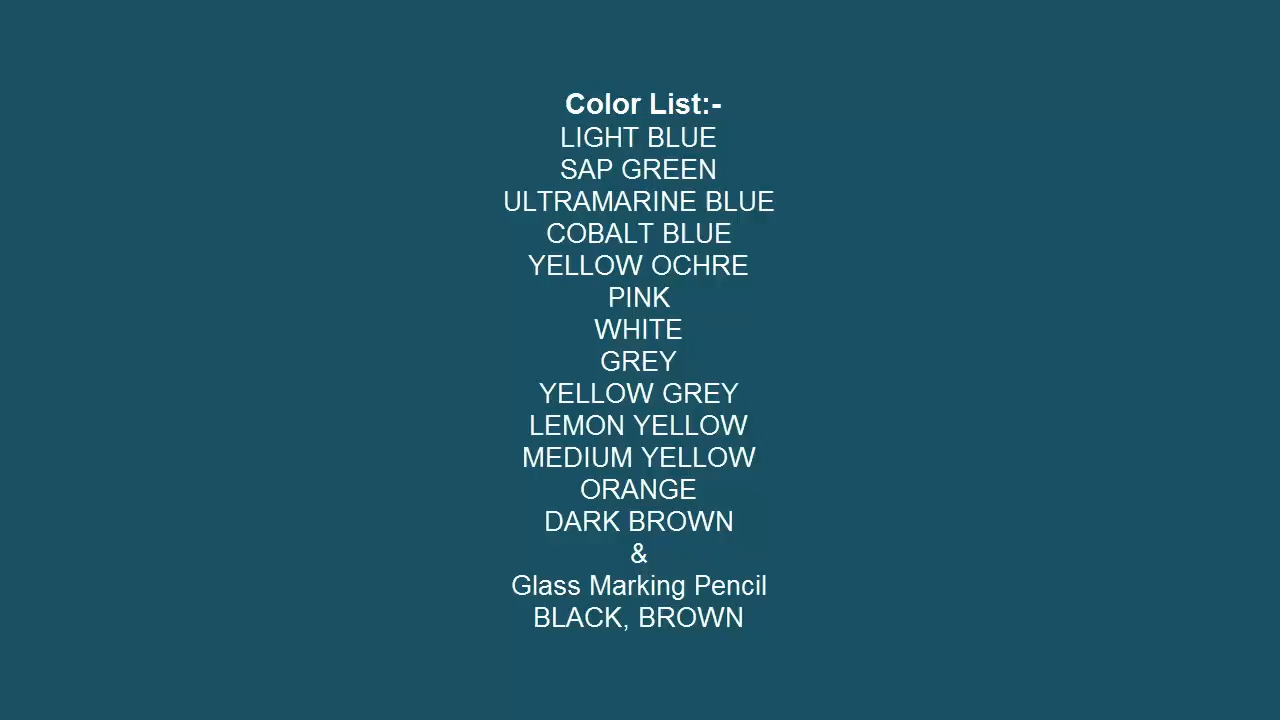 Color List:-
LIGHT BLUE
SAP GREEN
ULTRAMARINE BLUE
COBALT BLUE
YELLOW OCHRE
PINK
WHITE
GREY
YELLOW GREY
LEMON YELLOW
MEDIUM YELLOW
ORANGE
DARK BROWN
&
Glass Marking Pencil
BLACK, BROWN